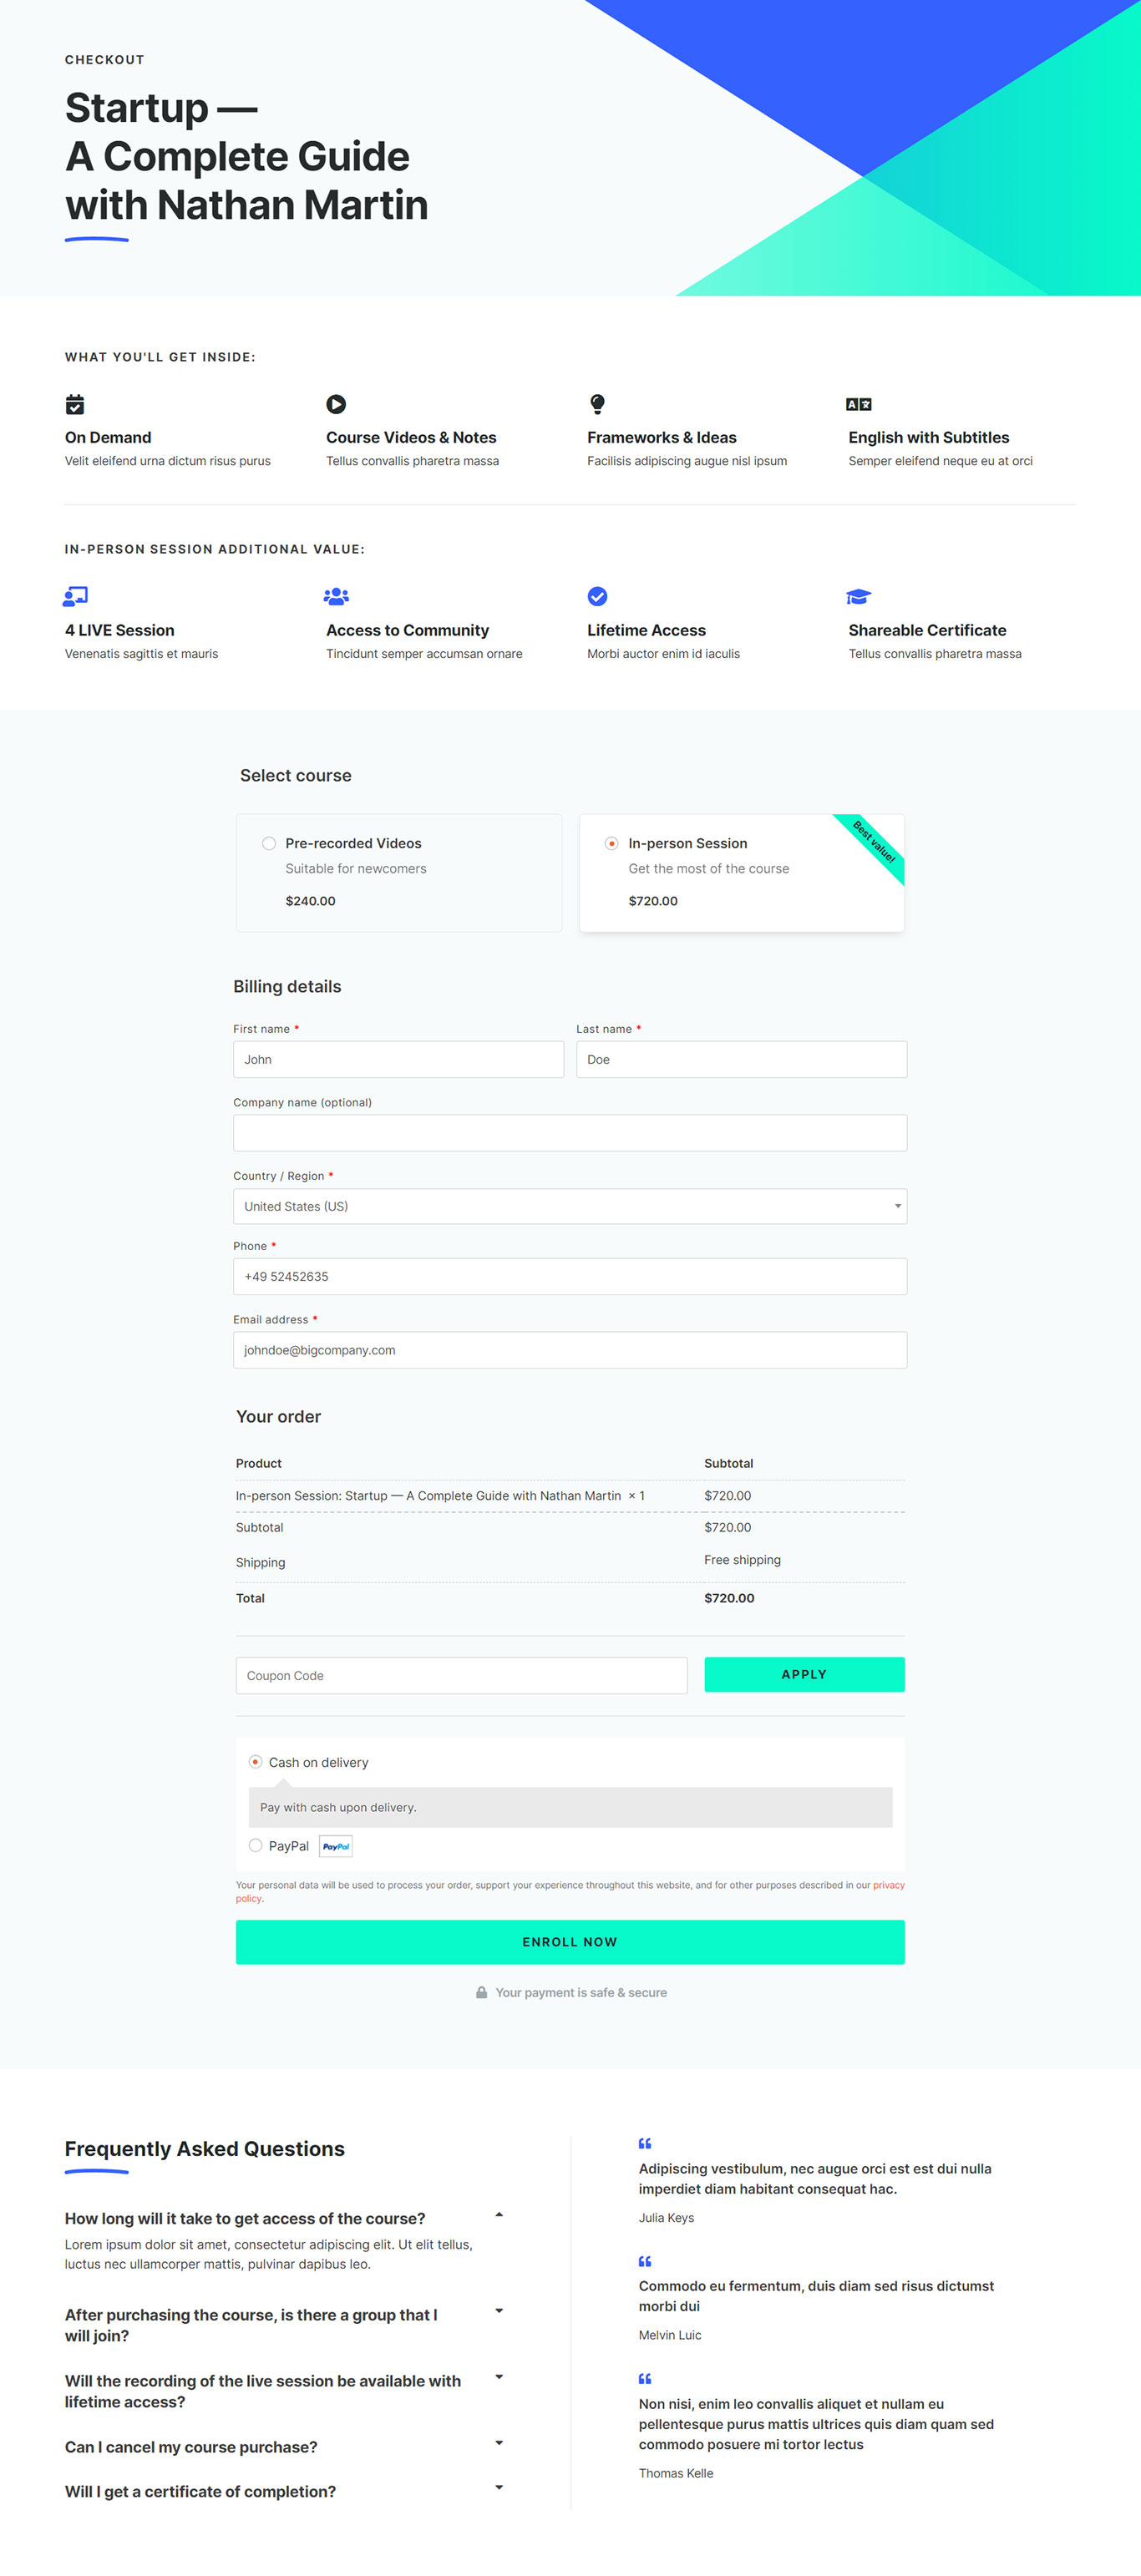 CHECKOUT
Startup —
A Complete Guide
with Nathan Martin
WHAT YOU'LL GET INSIDE:
On Demand
Velit eleifend urna dictum risus purus
Course Videos & Notes
Tellus convallis pharetra massa
Frameworks & Ideas
Facilisis adipiscing augue nisl ipsum
English with Subtitles
Semper eleifend neque eu at orci
IN-PERSON SESSION ADDITIONAL VALUE:
4 LIVE Session
Venenatis sagittis et mauris
Access to Community
Tincidunt semper accumsan ornare
Lifetime Access
Morbi auctor enim id iaculis
Shareable Certificate
Tellus convallis pharetra massa
Select course
Pre-recorded Videos
Suitable for newcomers
$240.00
In-person Session
Get the most of the course
$720.00
Best value!
Billing details
First name *
John
Last name *
Doe
Company name (optional)
Country / Region *
United States (US)
Phone *
+49 52452635
Email address *
johndoe@bigcompany.com
Your order
Product Subtotal
In-person Session: Startup — A Complete Guide with Nathan Martin × 1 $720.00
Subtotal $720.00
Shipping Free shipping
Total $720.00
Coupon Code
APPLY
Cash on delivery
Pay with cash upon delivery.
PayPal PayPal
Your personal data will be used to process your order, support your experience throughout this website, and for other purposes described in our privacy
policy.
ENROLL NOW
Your payment is safe & secure
Frequently Asked Questions
How long will it take to get access of the course?
Lorem ipsum dolor sit amet, consectetur adipiscing elit. Ut elit tellus,
luctus nec ullamcorper mattis, pulvinar dapibus leo.
After purchasing the course, is there a group that I
will join?
Will the recording of the live session be available with
lifetime access?
Can I cancel my course purchase?
Will I get a certificate of completion?
Adipiscing vestibulum, nec augue orci est est dui nulla
imperdiet diam habitant consequat hac.
Julia Keys
Commodo eu fermentum, duis diam sed risus dictumst
morbi dui
Melvin Luic
Non nisi, enim leo convallis aliquet et nullam eu
pellentesque purus mattis ultrices quis diam quam sed
commodo posuere mi tortor lectus
Thomas Kelle